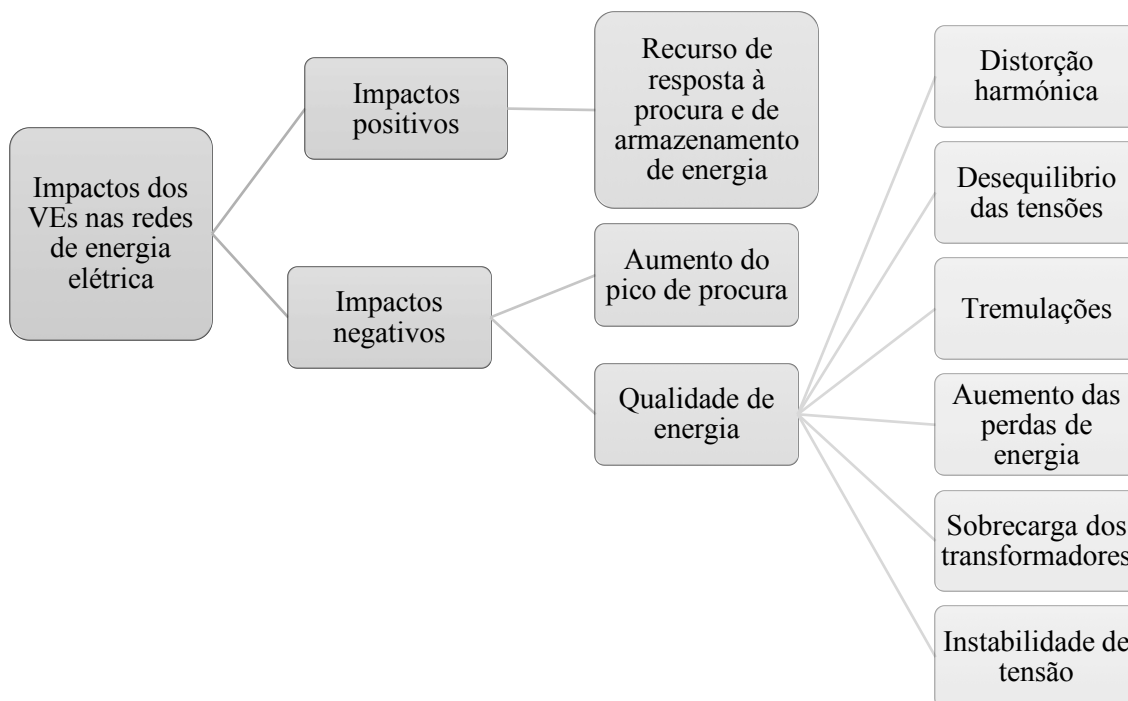 Impactos dos
VEs nas redes
de energia
elétrica
Impactos
positivos
Recurso de
resposta à
procura e de
armazenamento
de energia
Impactos
negativos
Aumento do
pico de procura
Qualidade de
energia
Distorção
harmónica
Desequilibrio
das tensões
Tremulações
Auemento das
perdas de
energia
Sobrecarga dos
transformadores
Instabilidade de
tensão